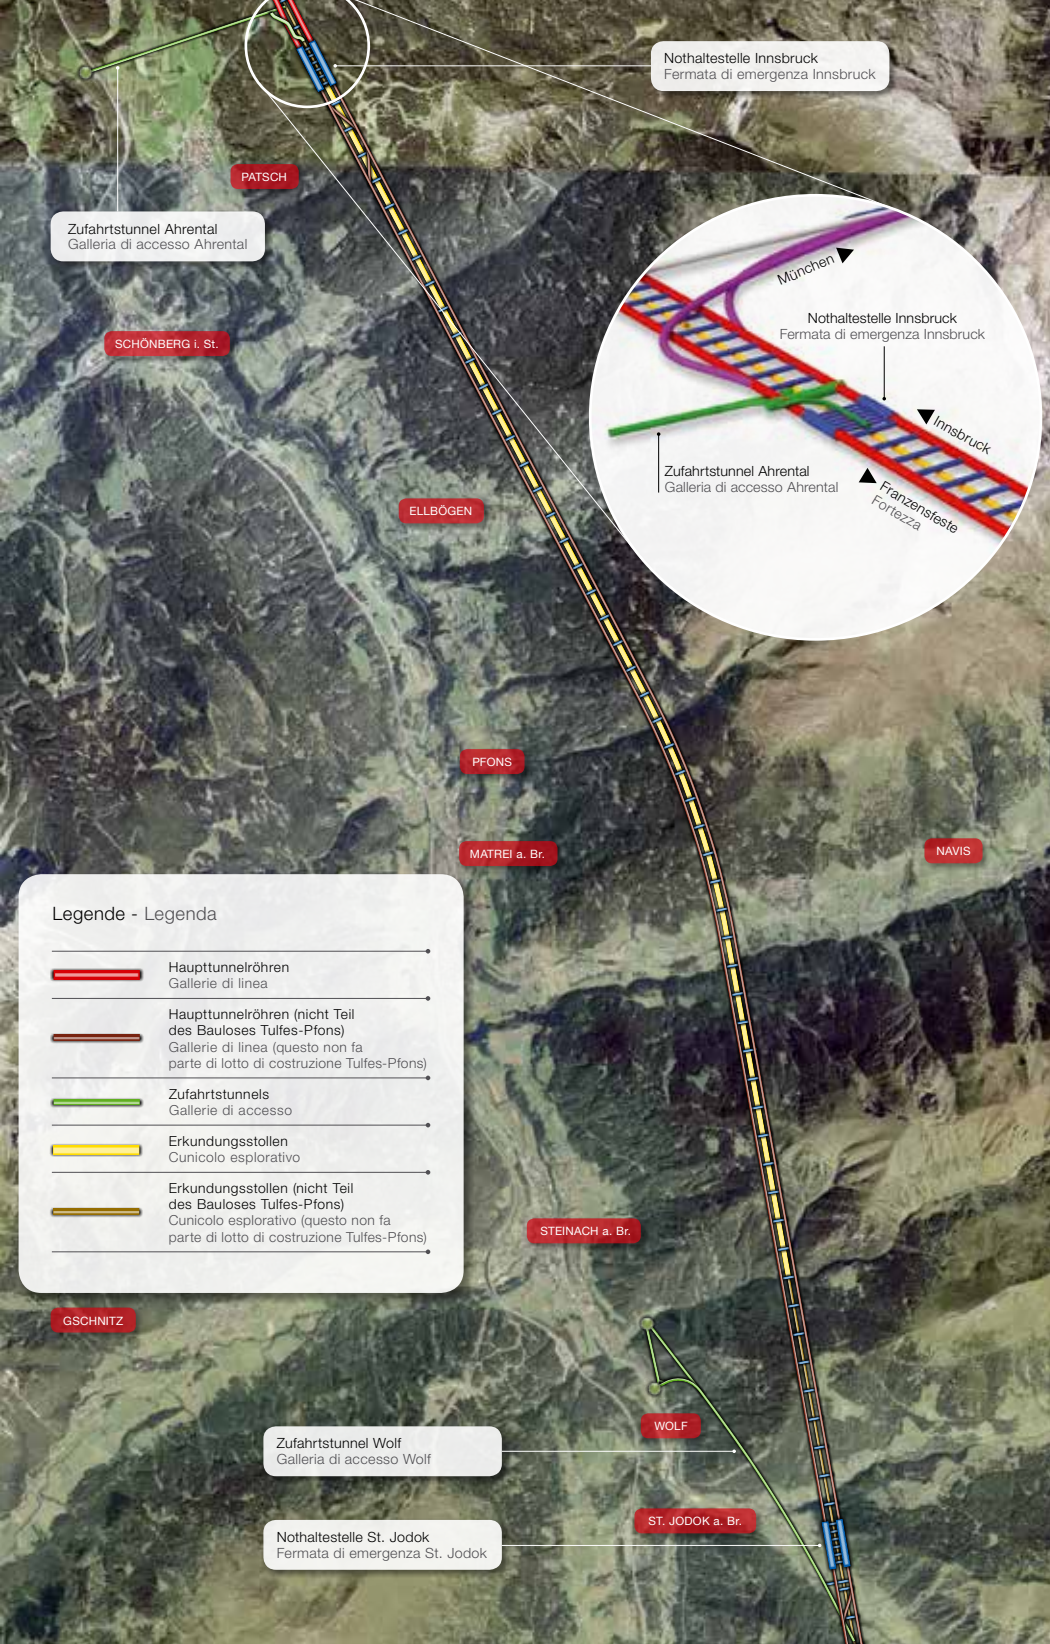 Nothaltestelle Innsbruck
Fermata di emergenza Innsbruck
PATSCH
Zufahrtstunnel Ahrental
Galleria di accesso Ahrental
SCHÖNBERG i. St.
München
Nothaltestelle Innsbruck
Fermata di emergenza Innsbruck
Innsbruck
Zufahrtstunnel Ahrental
Galleria di accesso Ahrental
Franzensfeste
Fortezza
ELLBÖGEN
PFONS
MATREI a. Br.
NAVIS
Legende - Legenda
Haupttunnelröhren
Gallerie di linea
Haupttunnelröhren (nicht Teil
des Bauloses Tulfes-Pfons)
Gallerie di linea (questo non fa
parte di lotto di costruzione Tulfes-Pfons)
Zufahrtstunnels
Gallerie di accesso
Erkundungsstollen
Cunicolo esplorativo
Erkundungsstollen (nicht Teil
des Bauloses Tulfes-Pfons)
Cunicolo esplorativo (questo non fa
parte di lotto di costruzione Tulfes-Pfons)
STEINACH a. Br.
GSCHNITZ
WOLF
Zufahrtstunnel Wolf
Galleria di accesso Wolf
ST. JODOK a. Br.
Nothaltestelle St. Jodok
Fermata di emergenza St. Jodok